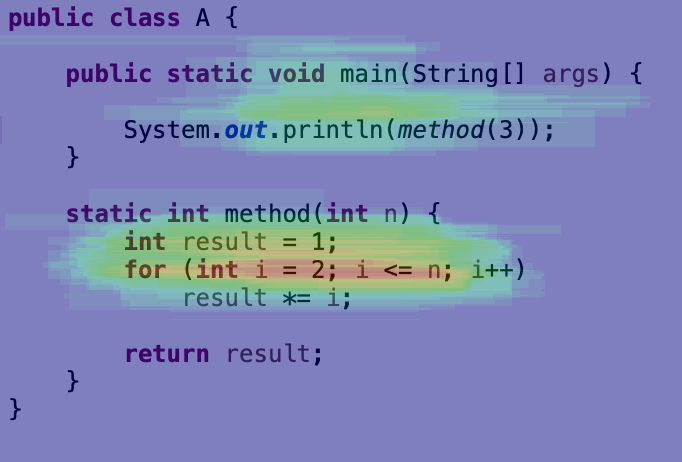 public class A {
    public static void main(String[] args) {
        System.out.println(method(3));
    }
    static int method(int n) {
        int result = 1;
        for (int i = 2; i <= n; i++)
            result *= i;
        return result;
    }
}